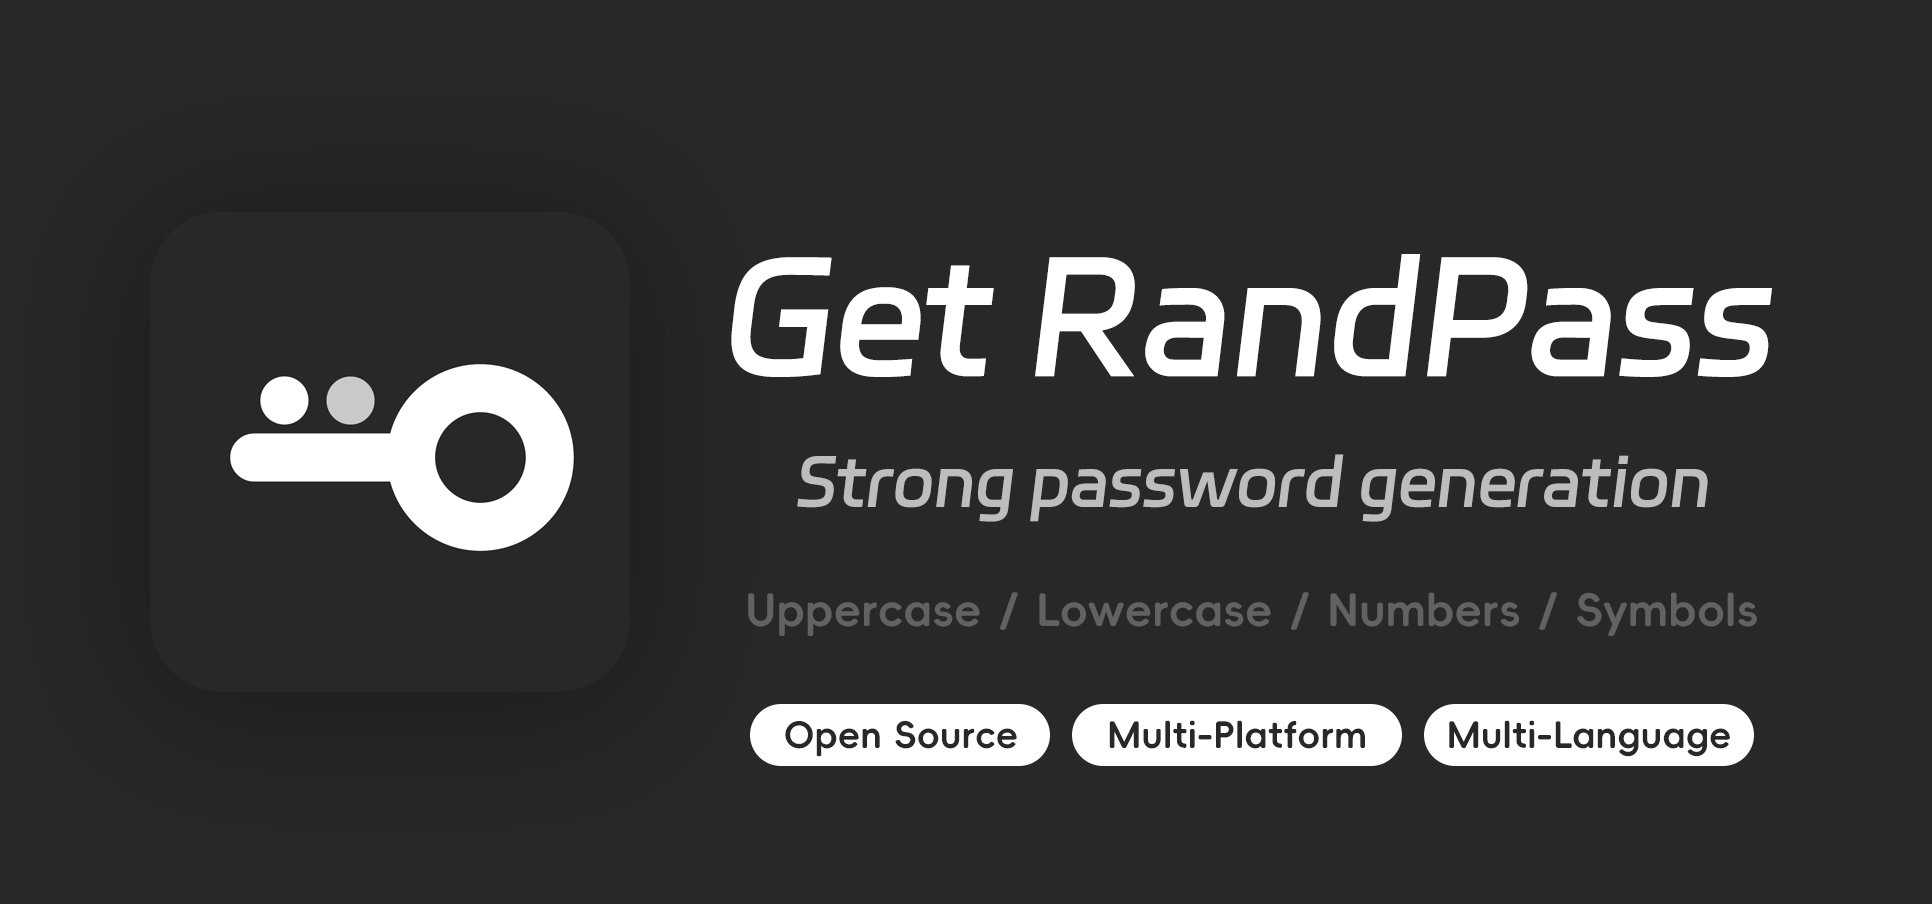 Get RandPass
Strong password generation
Uppercase / Lowercase / Numbers / Symbols
Open Source Multi-Platform Multi-Language